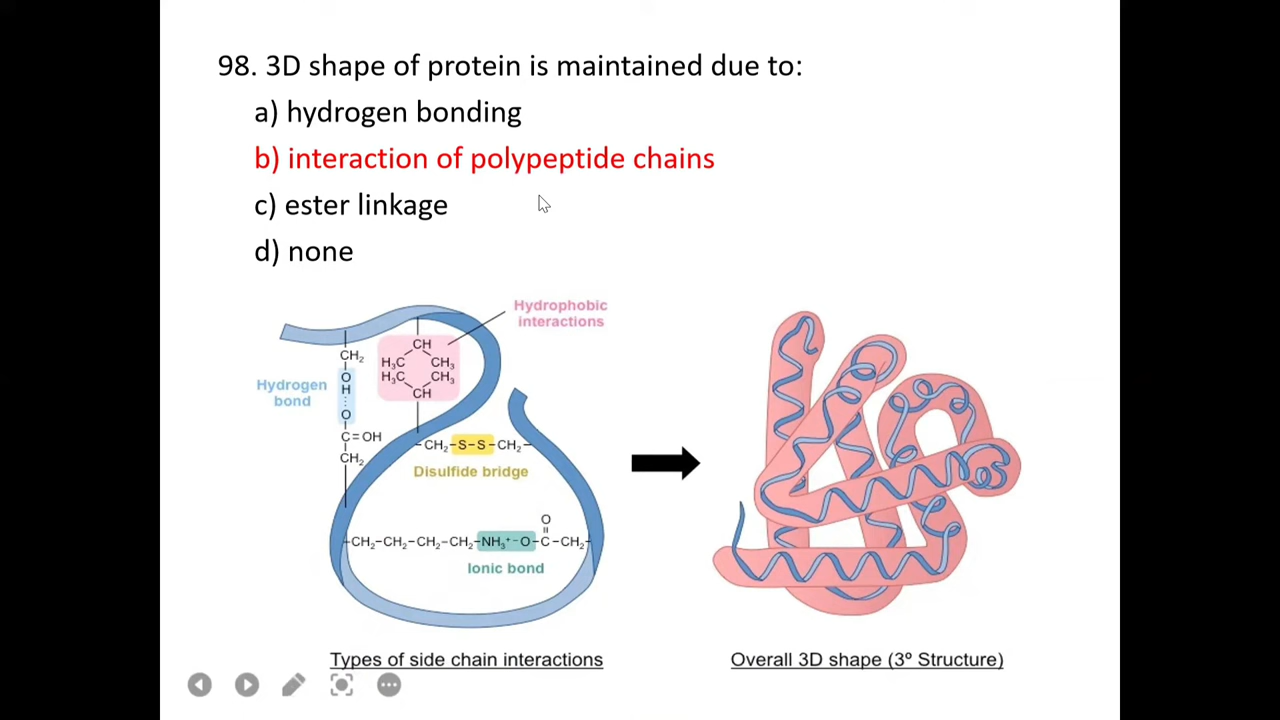 98. 3D shape of protein is maintained due to:
a) hydrogen bonding
b) interaction of polypeptide chains
c) ester linkage
d) none
Hydrophobic
interactions
CH
CH₂
H₃C CH₃
O
H₃C CH₃
Hydrogen
bond
H
CH
O
C=OH
CH₂
-CH₂-S-S-CH₂-
Disulfide bridge
O
-CH₂-CH₂-CH₂-CH₂-NH₃⁺ ⁻O-C-CH₂-
Ionic bond
Types of side chain interactions
Overall 3D shape (3º Structure)